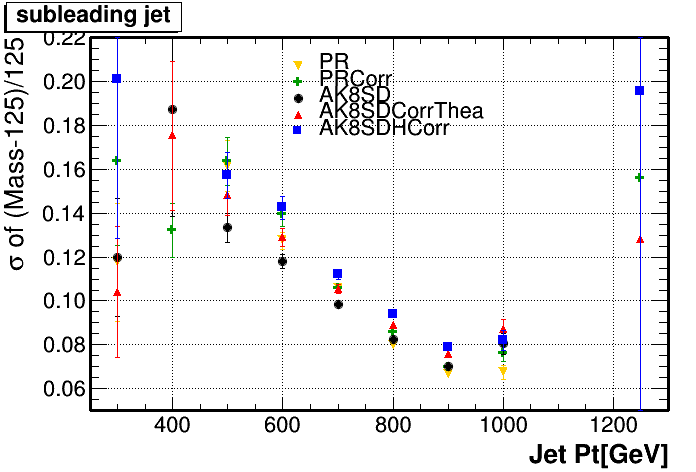 subleading jet
σ of (Mass-125)/125
0.22
0.20
0.18
0.16
0.14
0.12
0.10
0.08
0.06
PR
PRCorr
AK8SD
AK8SDCorrThea
AK8SDHCorr
400 600 800 1000 1200
Jet Pt[GeV]